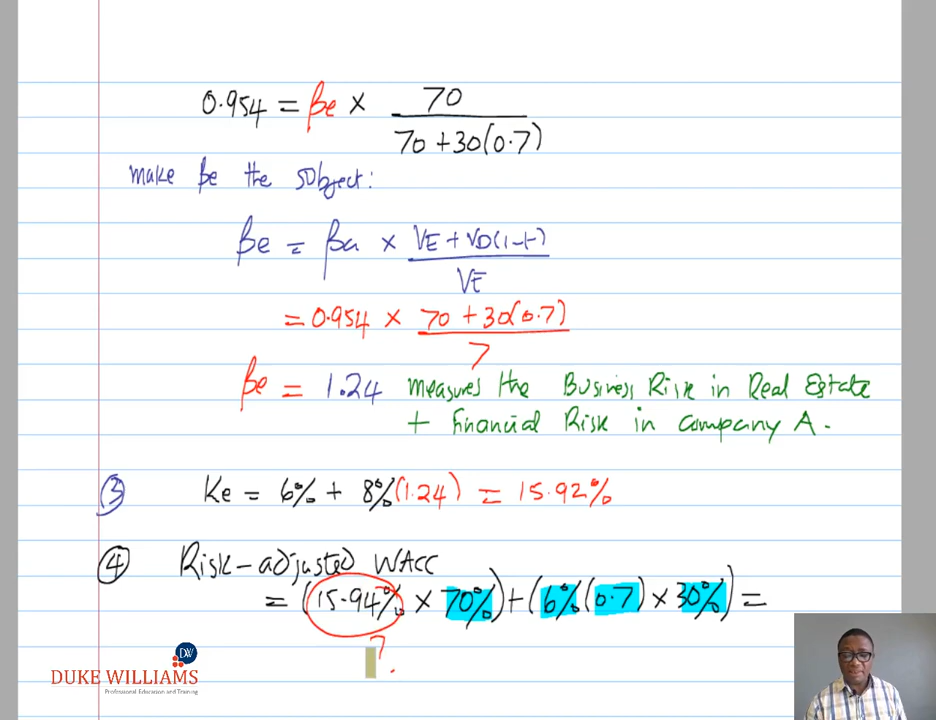 0.954 = βe × 70
70 + 30(0.7)
make βe the subject:
βe = βa × VE + VD(1-t)
VE
= 0.954 × 70 + 30(0.7)
7
βe = 1.24 measures the Business Risk in Real Estate
+ Financial Risk in company A.
③ Ke = 6% + 8%(1.24) = 15.92%
④ Risk-adjusted WACC
= (15.94% × 70%) + (6%(0.7) × 30%) =
?.
DW
DUKE WILLIAMS
Professional Education and Training